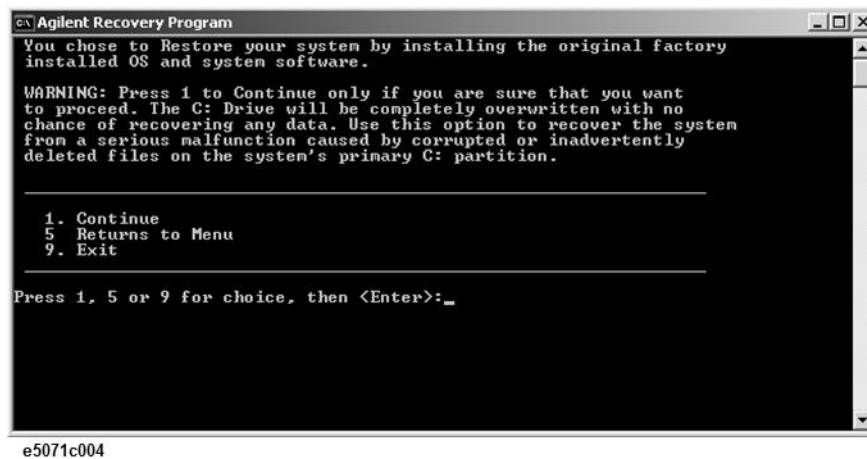 Agilent Recovery Program
You chose to Restore your system by installing the original factory
installed OS and system software.
WARNING: Press 1 to Continue only if you are sure that you want
to proceed. The C: Drive will be completely overwritten with no
chance of recovering any data. Use this option to recover the system
from a serious malfunction caused by corrupted or inadvertently
deleted files on the system's primary C: partition.
1. Continue
5 Returns to Menu
9. Exit
Press 1, 5 or 9 for choice, then <Enter>:_
e5071c004